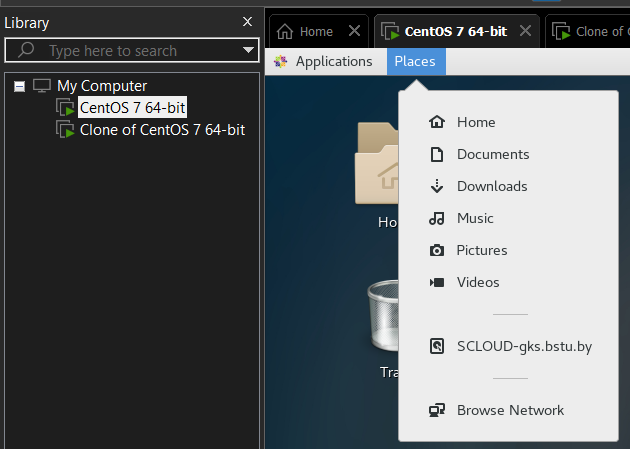 Library
Type here to search
My Computer
CentOS 7 64-bit
Clone of CentOS 7 64-bit
Home
CentOS 7 64-bit
Clone of C
Applications
Places
Home
Documents
Downloads
Music
Pictures
Videos
SCLOUD-gks.bstu.by
Browse Network
Ho
Tra